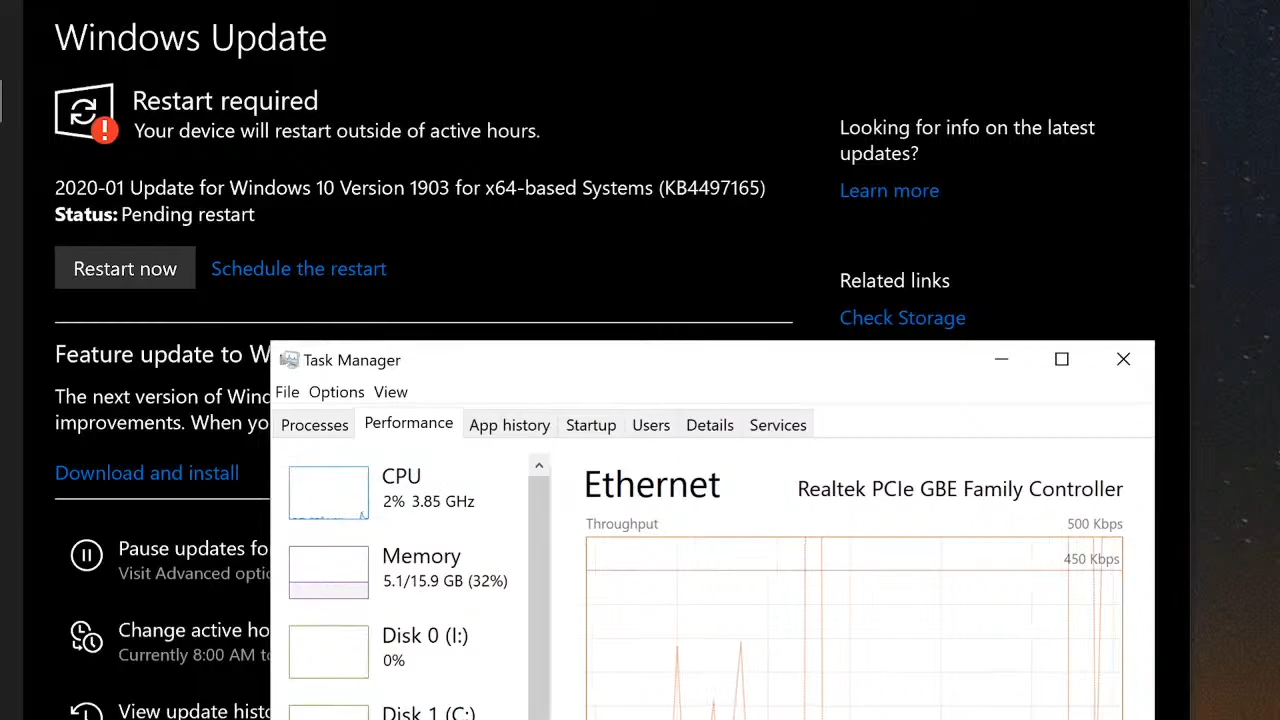 Windows Update
Restart required
Your device will restart outside of active hours.
2020-01 Update for Windows 10 Version 1903 for x64-based Systems (KB4497165)
Status: Pending restart
Restart now
Schedule the restart
Looking for info on the latest
updates?
Learn more
Related links
Check Storage
Feature update to W
The next version of Wind
improvements. When yo
Download and install
Pause updates fo
Visit Advanced optic
Change active ho
Currently 8:00 AM to
View update histo
Task Manager
File Options View
Processes Performance App history Startup Users Details Services
CPU
2% 3.85 GHz
Memory
5.1/15.9 GB (32%)
Disk 0 (I:)
0%
Disk 1 (C:)
Ethernet
Realtek PCIe GBE Family Controller
Throughput
500 Kbps
450 Kbps